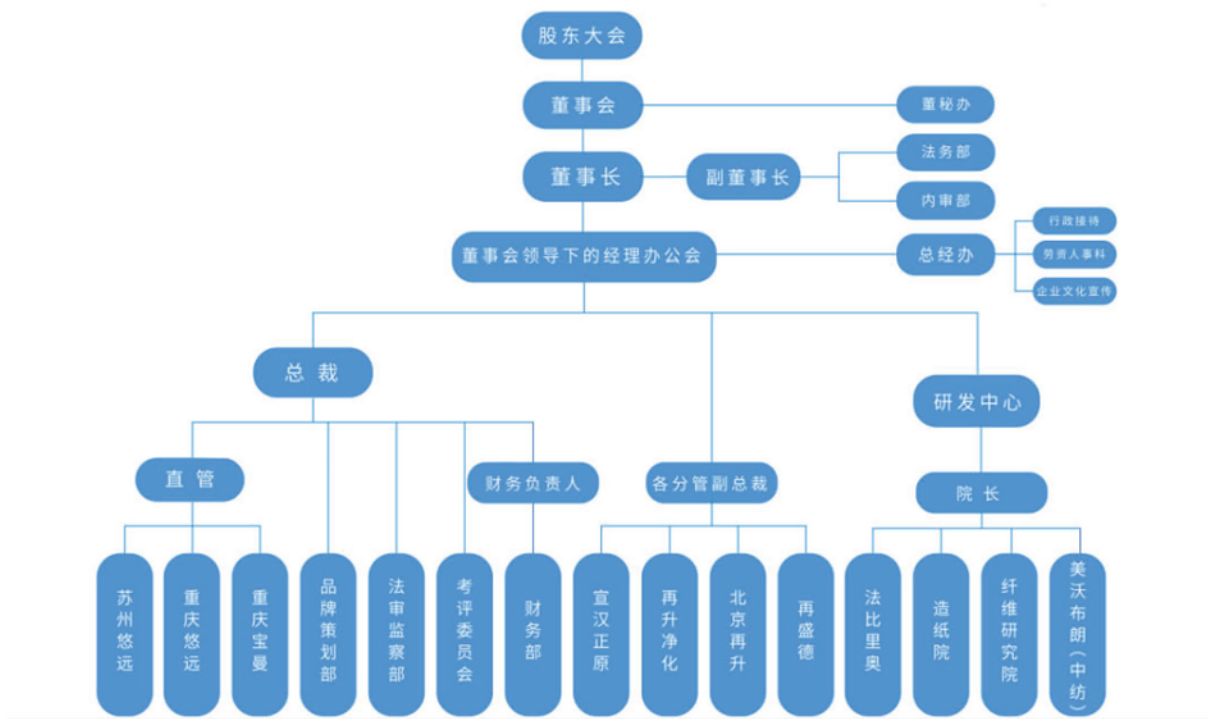 股东大会
董事会
董秘办
法务部
董事长
副董事长
内审部
行政接待
董事会领导下的经理办公会
总经办
劳资人事科
企业文化宣传
总裁
研发中心
直管
财务负责人
各分管副总裁
院长
苏州悠远
重庆悠远
重庆宝曼
品牌策划部
法审监察部
考评委员会
财务部
宣汉正原
再升净化
北京再升
再盛德
法比里奥
造纸院
纤维研究院
美沃布朗（中纺）